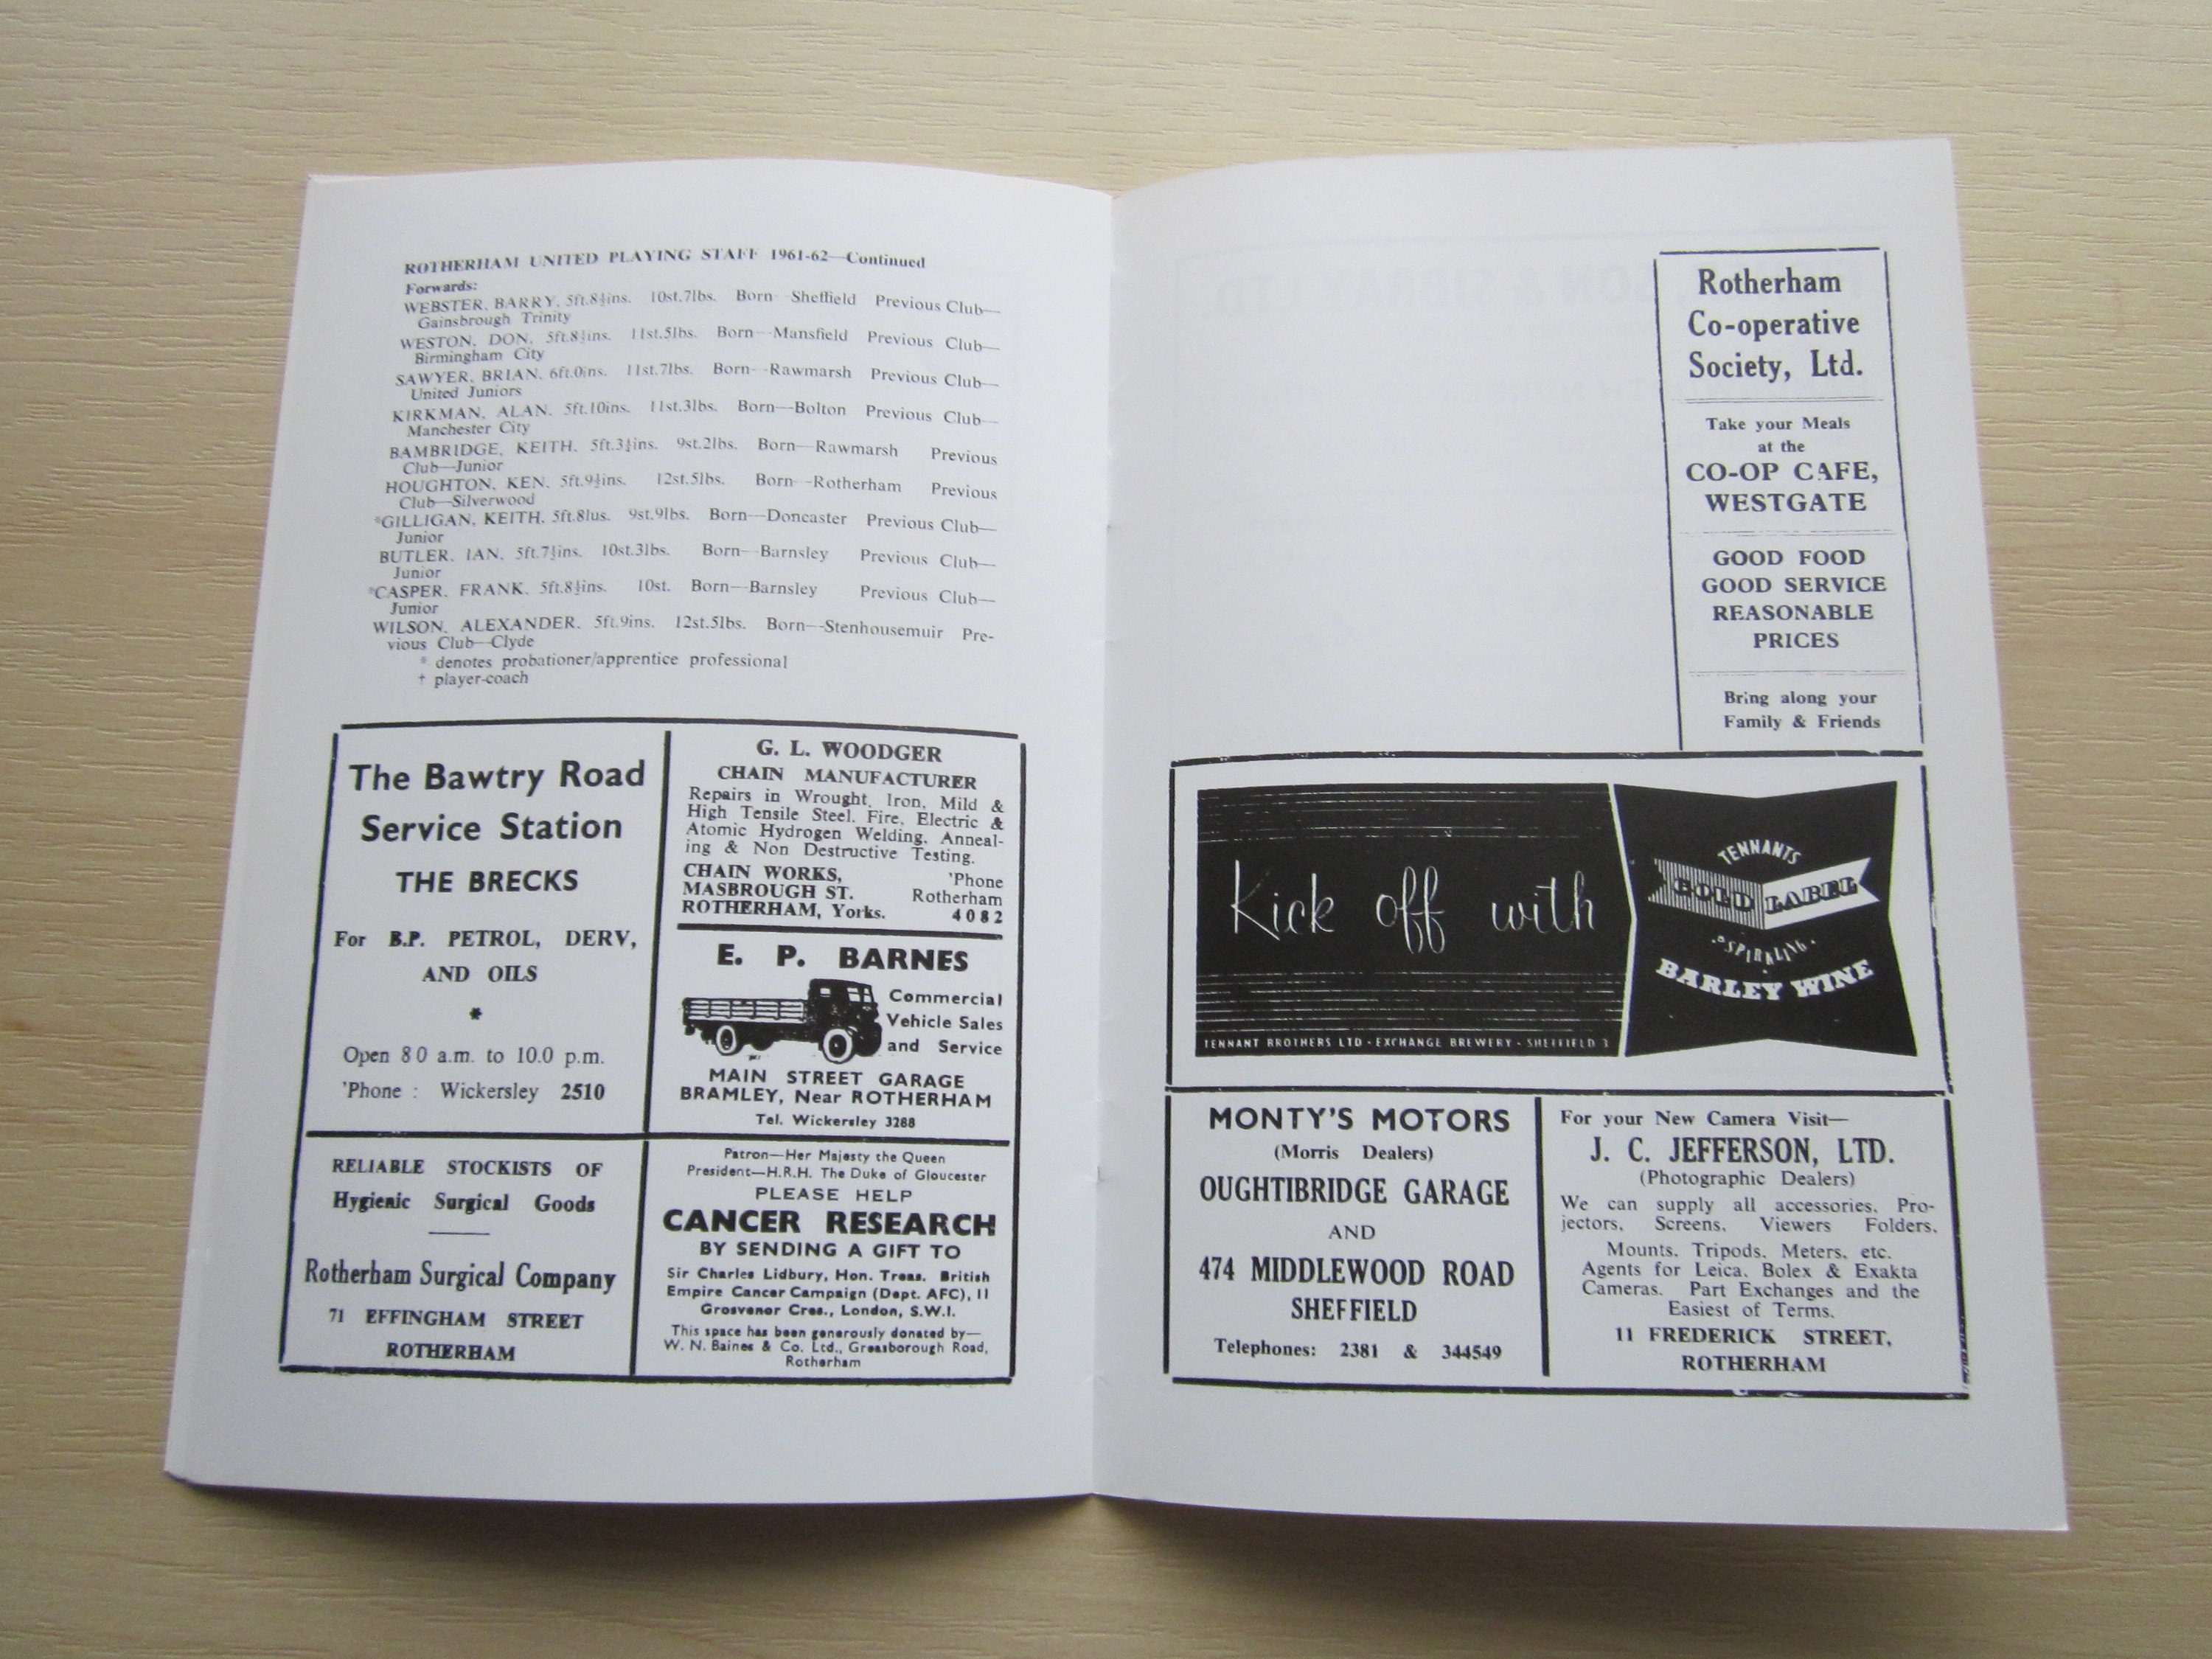 ROTHERHAM UNITED PLAYING STAFF 1961-62—Continued
Forwards:
WEBSTER, BARRY, 5ft.8½ins. 10st.7lbs. Born—Sheffield Previous Club—
Gainsbrough Trinity
WESTON, DON, 5ft.8½ins. 11st.5lbs. Born—Mansfield Previous Club—
Birmingham City
SAWYER, BRIAN, 6ft.0ins. 11st.7lbs. Born—Rawmarsh Previous Club—
United Juniors
KIRKMAN, ALAN. 5ft.10ins. 11st.3lbs. Born—Bolton Previous Club—
Manchester City
BAMBRIDGE, KEITH. 5ft.3½ins. 9st.2lbs. Born—Rawmarsh Previous
Club—Junior
HOUGHTON, KEN. 5ft.9½ins. 12st.5lbs. Born—Rotherham Previous
Club—Silverwood
*GILLIGAN, KEITH, 5ft.8lus. 9st.9lbs. Born—Doncaster Previous Club—
Junior
BUTLER, IAN, 5ft.7½ins. 10st.3lbs. Born—Barnsley Previous Club—
Junior
*CASPER, FRANK. 5ft.8½ins. 10st. Born—Barnsley Previous Club—
Junior
WILSON, ALEXANDER. 5ft.9ins. 12st.5lbs. Born—Stenhousemuir Pre-
vious Club—Clyde
* denotes probationer/apprentice professional
† player-coach
The Bawtry Road
Service Station
THE BRECKS
For B.P. PETROL, DERV,
AND OILS
*
Open 8 0 a.m. to 10.0 p.m.
'Phone : Wickersley 2510
G. L. WOODGER
CHAIN MANUFACTURER
Repairs in Wrought, Iron, Mild &
High Tensile Steel. Fire, Electric &
Atomic Hydrogen Welding, Anneal-
ing & Non Destructive Testing.
CHAIN WORKS, 'Phone
MASBROUGH ST. Rotherham
ROTHERHAM, Yorks. 4082
E. P. BARNES
Commercial
Vehicle Sales
and Service
MAIN STREET GARAGE
BRAMLEY, Near ROTHERHAM
Tel. Wickersley 3288
RELIABLE STOCKISTS OF
Hygienic Surgical Goods
Rotherham Surgical Company
71 EFFINGHAM STREET
ROTHERHAM
Patron—Her Majesty the Queen
President—H.R.H. The Duke of Gloucester
PLEASE HELP
CANCER RESEARCH
BY SENDING A GIFT TO
Sir Charles Lidbury, Hon. Treas. British
Empire Cancer Campaign (Dept. AFC), 11
Grosvenor Cres., London, S.W.1.
This space has been generously donated by—
W. N. Baines & Co. Ltd., Greasborough Road,
Rotherham
Rotherham
Co-operative
Society, Ltd.
Take your Meals
at the
CO-OP CAFE,
WESTGATE
GOOD FOOD
GOOD SERVICE
REASONABLE
PRICES
Bring along your
Family & Friends
Kick off with
TENNANTS
GOLD LABEL
SPARKLING
BARLEY WINE
TENNANT BROTHERS LTD · EXCHANGE BREWERY · SHEFFIELD 3
MONTY'S MOTORS
(Morris Dealers)
OUGHTIBRIDGE GARAGE
AND
474 MIDDLEWOOD ROAD
SHEFFIELD
Telephones: 2381 & 344549
For your New Camera Visit—
J. C. JEFFERSON, LTD.
(Photographic Dealers)
We can supply all accessories, Pro-
jectors, Screens, Viewers Folders,
Mounts, Tripods, Meters, etc.
Agents for Leica, Bolex & Exakta
Cameras. Part Exchanges and the
Easiest of Terms.
11 FREDERICK STREET,
ROTHERHAM